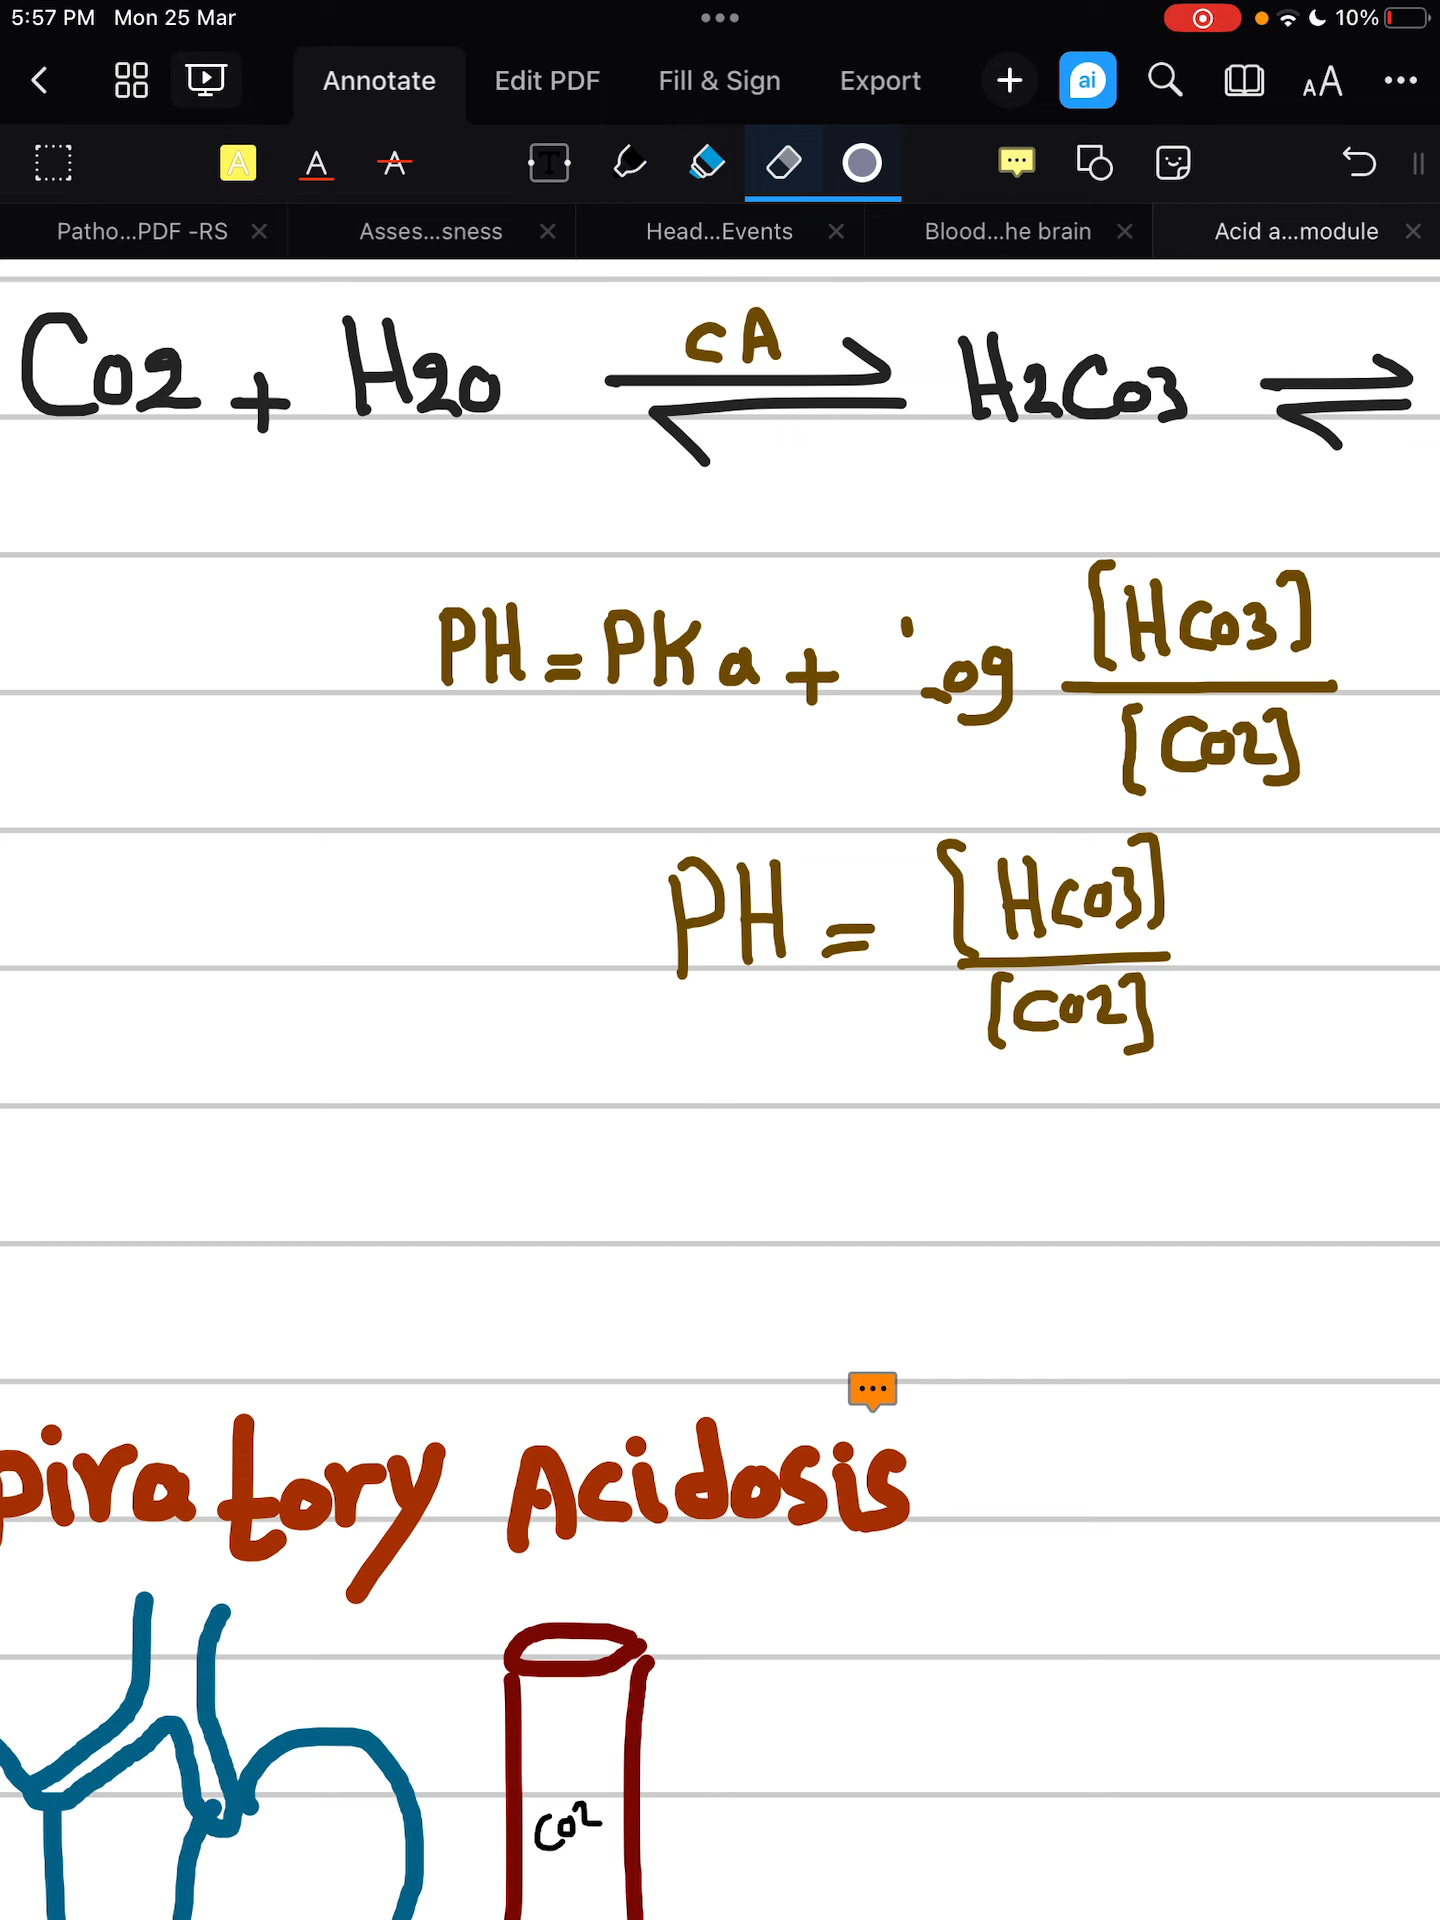 5:57 PM Mon 25 Mar
10%
Annotate Edit PDF Fill & Sign Export ai AA
A A A T
Patho...PDF -RS Asses...sness Head...Events Blood...he brain Acid a...module
CA
Co2 + H2o ⇌ H2Co3 ⇌
PH = PKa + log [HCo3]
[Co2]
PH = [HCo3]
[Co2]
piratory Acidosis
Co2